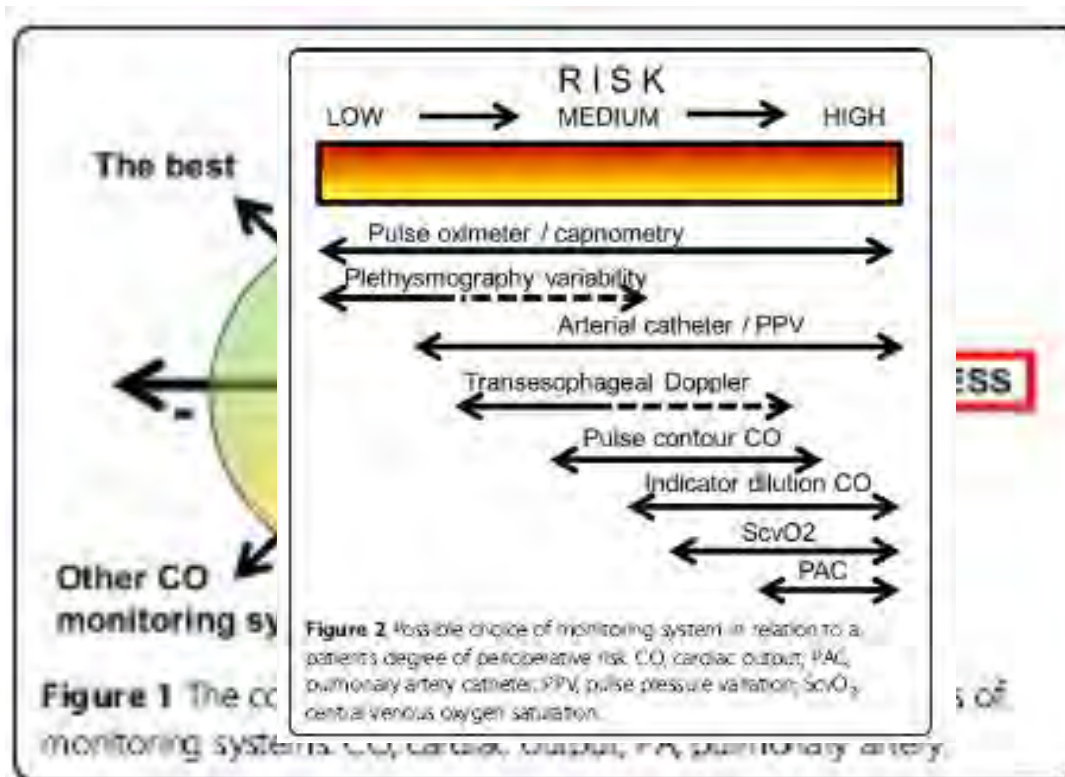 RISK
LOW MEDIUM HIGH
Pulse oximeter / capnometry
Plethysmography variability
Arterial catheter / PPV
Transesophageal Doppler
Pulse contour CO
Indicator dilution CO
ScvO2
PAC
Figure 2 Possible choice of monitoring system in relation to a
patient's degree of perioperative risk. CO, cardiac output; PAC,
pulmonary artery catheter; PPV, pulse pressure variation; ScvO2,
central venous oxygen saturation.
The best
-
ESS
Other CO
monitoring sy
Figure 1 The co s of
monitoring systems. CO, cardiac output; PA, pulmonary artery.